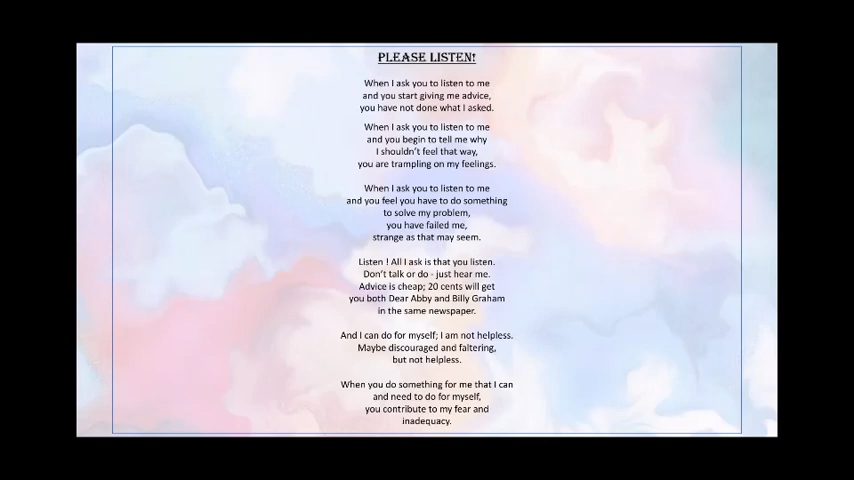 PLEASE LISTEN!
When I ask you to listen to me
and you start giving me advice,
you have not done what I asked.
When I ask you to listen to me
and you begin to tell me why
I shouldn't feel that way,
you are trampling on my feelings.
When I ask you to listen to me
and you feel you have to do something
to solve my problem,
you have failed me,
strange as that may seem.
Listen ! All I ask is that you listen.
Don't talk or do - just hear me.
Advice is cheap; 20 cents will get
you both Dear Abby and Billy Graham
in the same newspaper.
And I can do for myself; I am not helpless.
Maybe discouraged and faltering,
but not helpless.
When you do something for me that I can
and need to do for myself,
you contribute to my fear and
inadequacy.